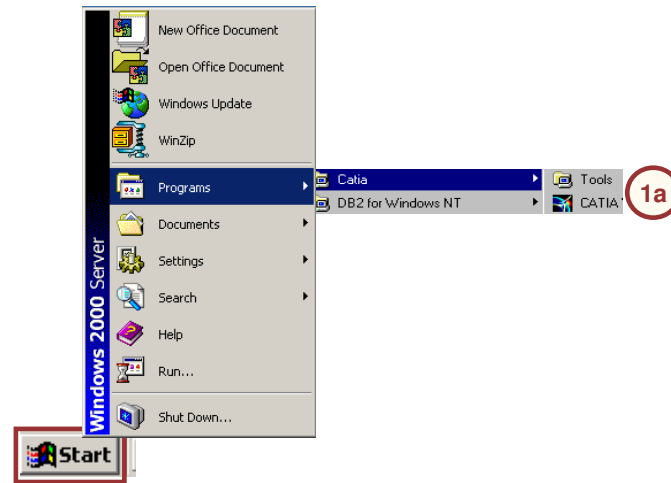 New Office Document
Open Office Document
Windows Update
WinZip
Programs
Catia
Tools
1a
DB2 for Windows NT
CATIA
Documents
Settings
Search
Help
Run...
Shut Down...
Windows 2000 Server
Start